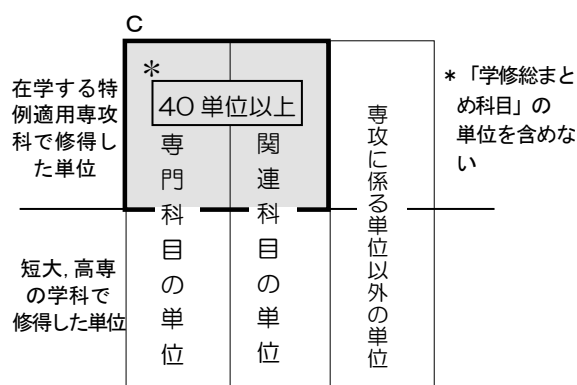 C
在学する特
例適用専攻
科で修得し
た単位
*
40 単位以上
専門科目の単位
関連科目の単位
専攻に係る単位以外の単位
*「学修総まと
め科目」の
単位を含めな
い
短大, 高専
の学科で
修得した単位